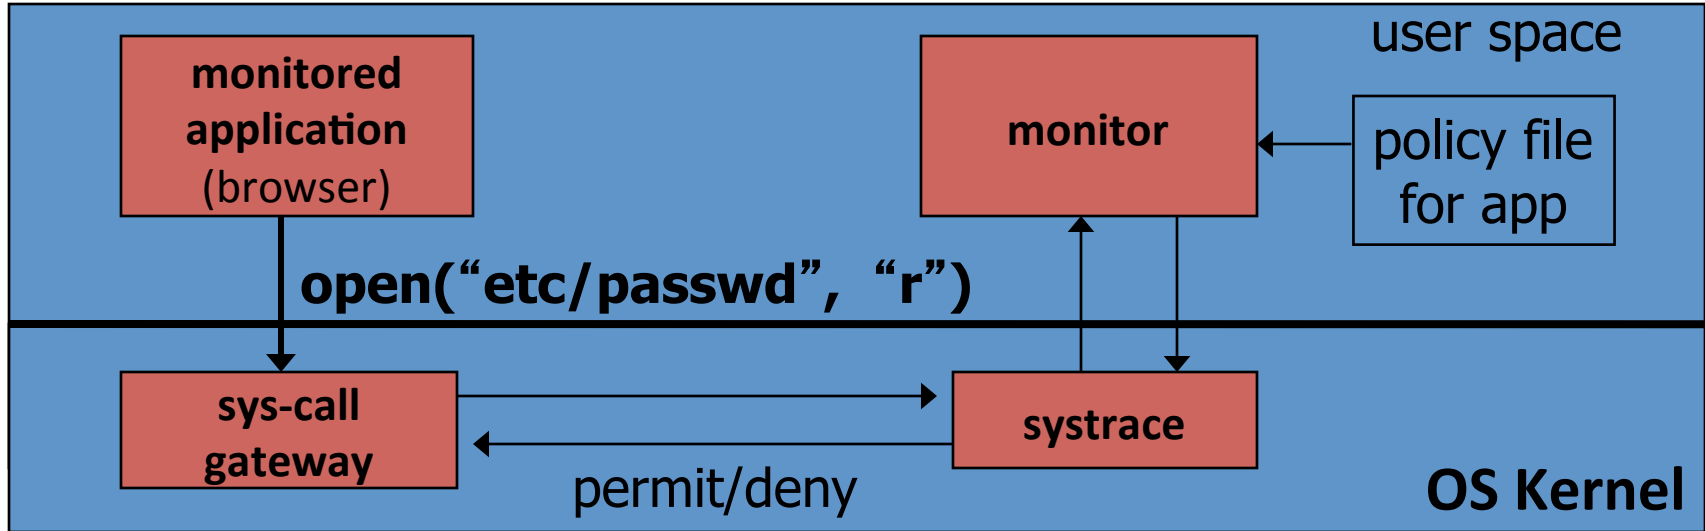 user space
monitored
application
(browser)
monitor
policy file
for app
open(“etc/passwd”, “r”)
sys-call
gateway
systrace
permit/deny
OS Kernel